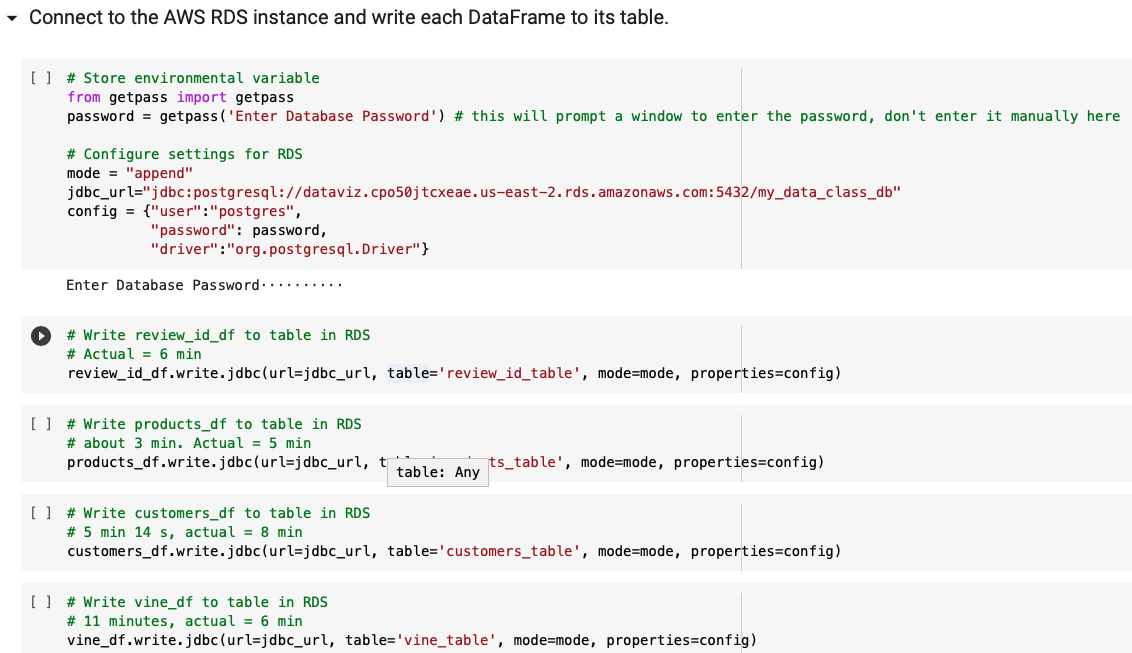 Connect to the AWS RDS instance and write each DataFrame to its table.
[ ] # Store environmental variable
from getpass import getpass
password = getpass('Enter Database Password') # this will prompt a window to enter the password, don't enter it manually here
# Configure settings for RDS
mode = "append"
jdbc_url="jdbc:postgresql://dataviz.cpo50jtcxeae.us-east-2.rds.amazonaws.com:5432/my_data_class_db"
config = {"user":"postgres",
"password": password,
"driver":"org.postgresql.Driver"}
Enter Database Password··········
# Write review_id_df to table in RDS
# Actual = 6 min
review_id_df.write.jdbc(url=jdbc_url, table='review_id_table', mode=mode, properties=config)
[ ] # Write products_df to table in RDS
# about 3 min. Actual = 5 min
products_df.write.jdbc(url=jdbc_url, ts_table', mode=mode, properties=config)
table: Any
[ ] # Write customers_df to table in RDS
# 5 min 14 s, actual = 8 min
customers_df.write.jdbc(url=jdbc_url, table='customers_table', mode=mode, properties=config)
[ ] # Write vine_df to table in RDS
# 11 minutes, actual = 6 min
vine_df.write.jdbc(url=jdbc_url, table='vine_table', mode=mode, properties=config)